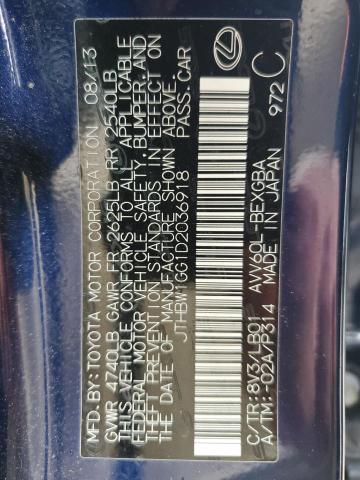 MFD. BY: TOYOTA MOTOR CORPORATION 08/13
GVWR 4740LB GAWR FR 2625LB RR 2540LB
THIS VEHICLE CONFORMS TO ALL APPLICABLE
FEDERAL MOTOR VEHICLE SAFETY, BUMPER, AND
THEFT PREVENTION STANDARDS IN EFFECT ON
THE DATE OF MANUFACTURE SHOWN ABOVE.
JTHBW1GG1D2036918 PASS.CAR
C/TR: 8V3/LB01 AVV60L-BEXGBA
A/TM: -02A/P314 MADE IN JAPAN 972 C